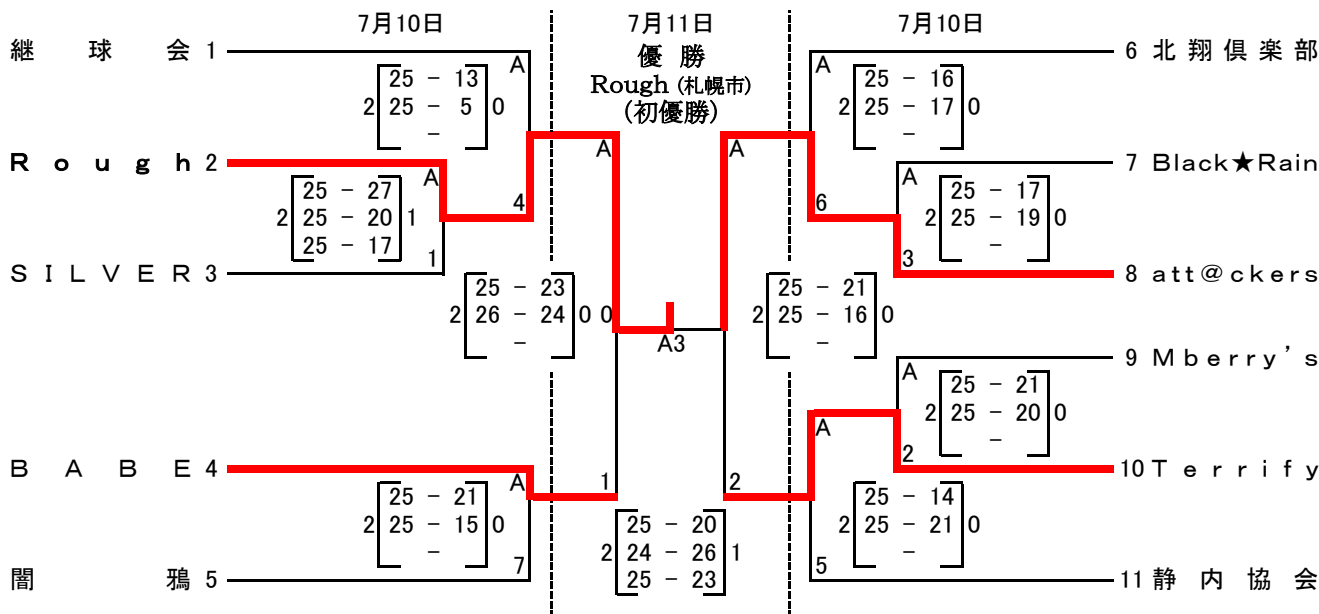 7月10日 7月11日 7月10日
継球会 1
6 北翔倶楽部
優勝
Rough (札幌市)
(初優勝)
A
25 - 13
2 25 - 5 0
-
A
25 - 16
2 25 - 17 0
-
Rough 2
A
A
7 Black★Rain
A
25 - 27
2 25 - 20 1
25 - 17
4
6
A
25 - 17
2 25 - 19 0
-
SILVER 3
1
3
8 att@ckers
25 - 23
2 26 - 24 0 0
-
25 - 21
2 25 - 16 0
-
A3
9 Mberry's
A
25 - 21
2 25 - 20 0
-
A
2
BABE 4
A
1
2
10 Terrify
25 - 21
2 25 - 15 0
-
25 - 20
2 24 - 26 1
25 - 23
25 - 14
2 25 - 21 0
-
7
5
闇鴉 5
11 静内協会